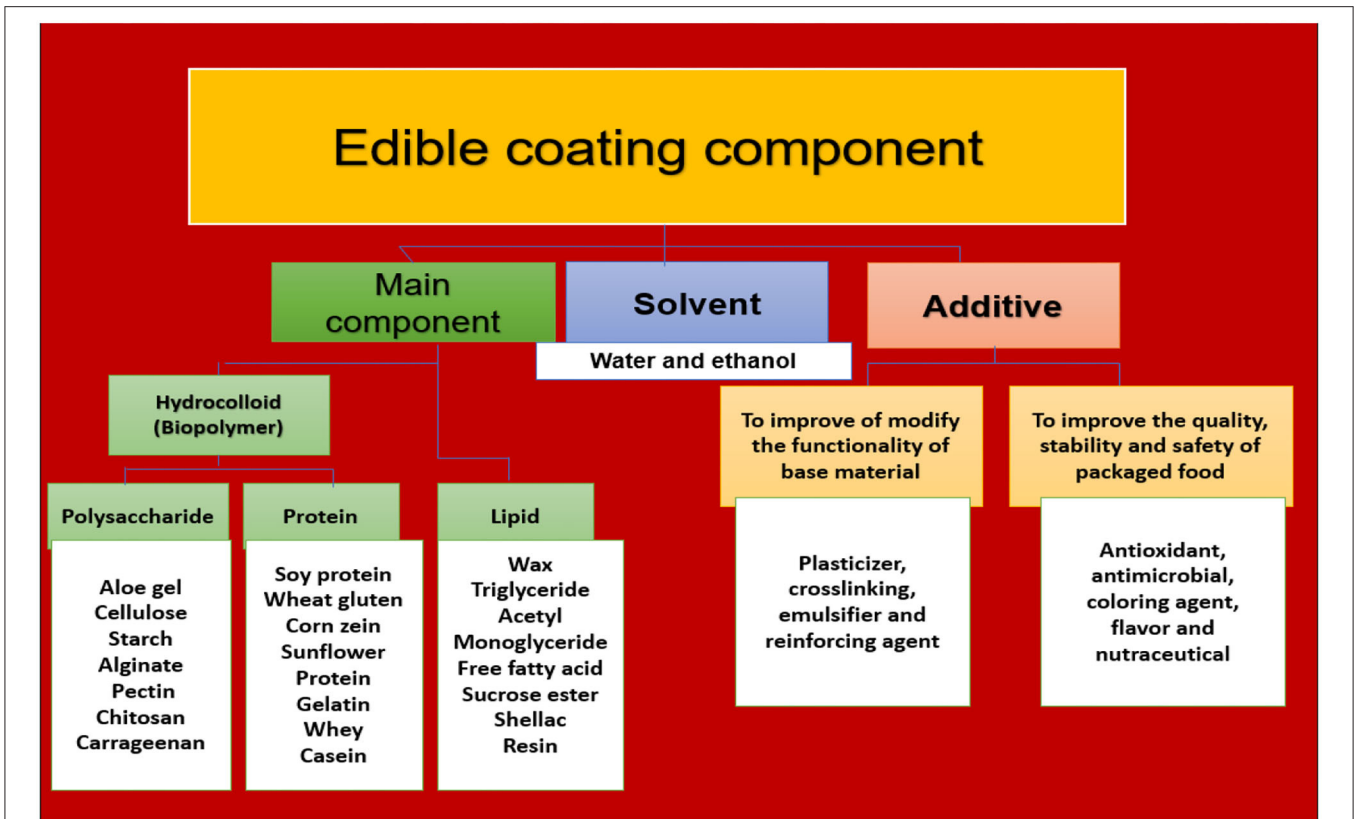 Edible coating component
Main
component
Solvent
Additive
Water and ethanol
Hydrocolloid
(Biopolymer)
To improve of modify
the functionality of
base material
To improve the quality,
stability and safety of
packaged food
Polysaccharide
Protein
Lipid
Aloe gel
Cellulose
Starch
Alginate
Pectin
Chitosan
Carrageenan
Soy protein
Wheat gluten
Corn zein
Sunflower
Protein
Gelatin
Whey
Casein
Wax
Triglyceride
Acetyl
Monoglyceride
Free fatty acid
Sucrose ester
Shellac
Resin
Plasticizer,
crosslinking,
emulsifier and
reinforcing agent
Antioxidant,
antimicrobial,
coloring agent,
flavor and
nutraceutical